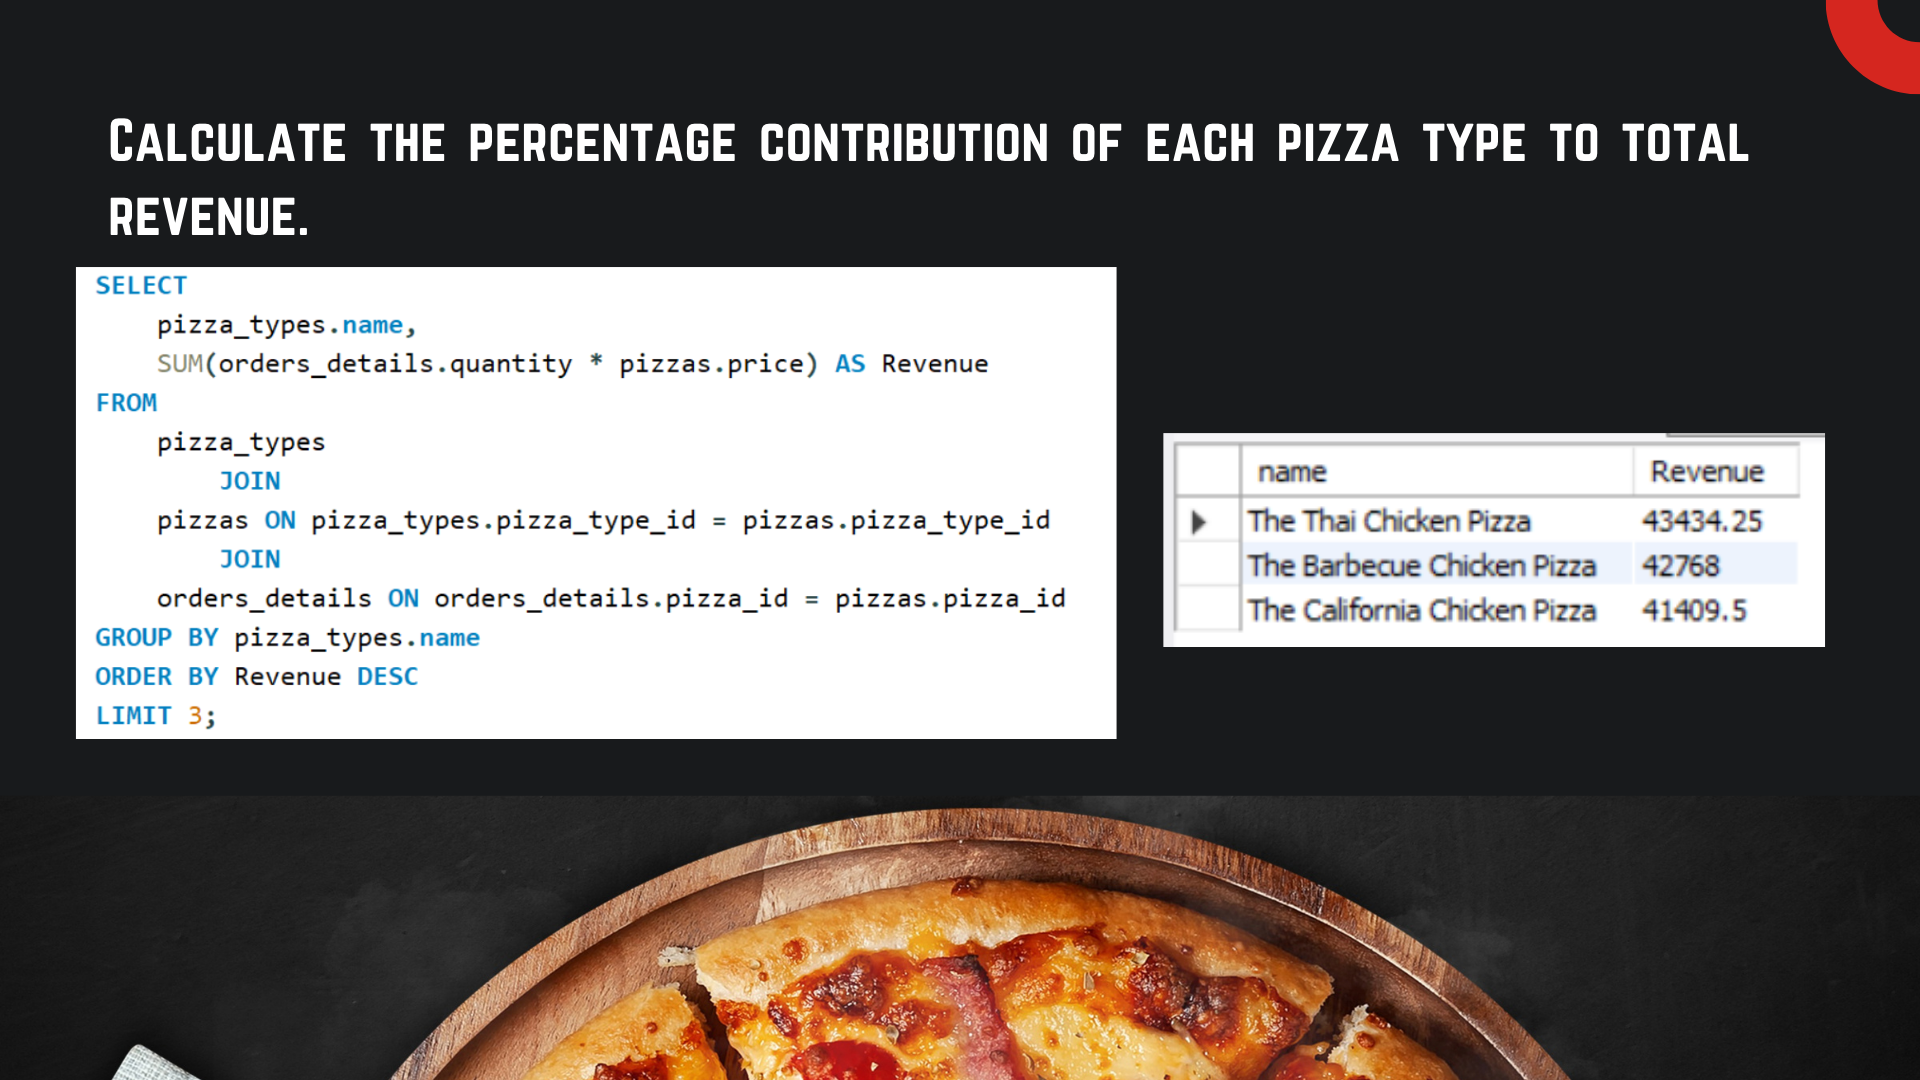 Calculate the percentage contribution of each pizza type to total
revenue.
SELECT
    pizza_types.name,
    SUM(orders_details.quantity * pizzas.price) AS Revenue
FROM
    pizza_types
        JOIN
    pizzas ON pizza_types.pizza_type_id = pizzas.pizza_type_id
        JOIN
    orders_details ON orders_details.pizza_id = pizzas.pizza_id
GROUP BY pizza_types.name
ORDER BY Revenue DESC
LIMIT 3;
name Revenue
The Thai Chicken Pizza 43434.25
The Barbecue Chicken Pizza 42768
The California Chicken Pizza 41409.5